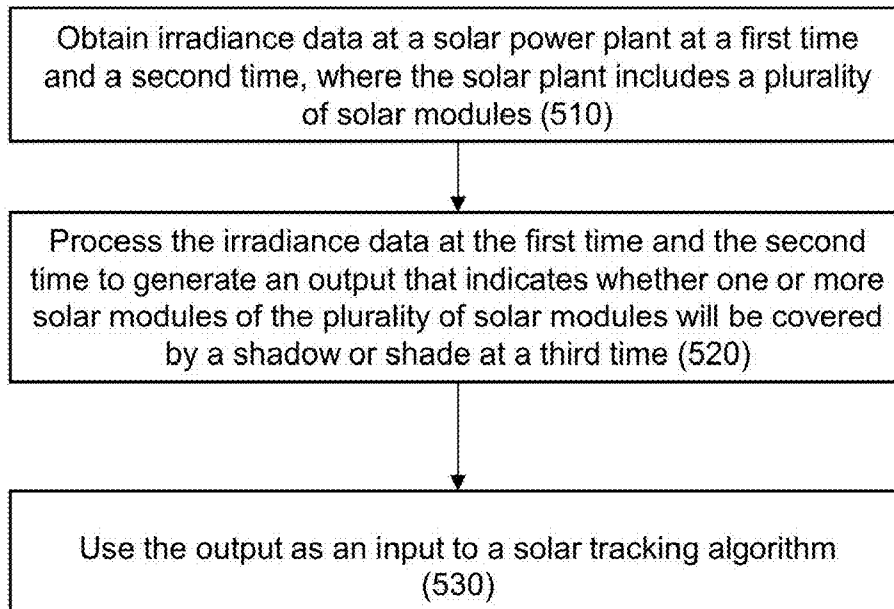 Obtain irradiance data at a solar power plant at a first time
and a second time, where the solar plant includes a plurality
of solar modules (510)
Process the irradiance data at the first time and the second
time to generate an output that indicates whether one or more
solar modules of the plurality of solar modules will be covered
by a shadow or shade at a third time (520)
Use the output as an input to a solar tracking algorithm
(530)